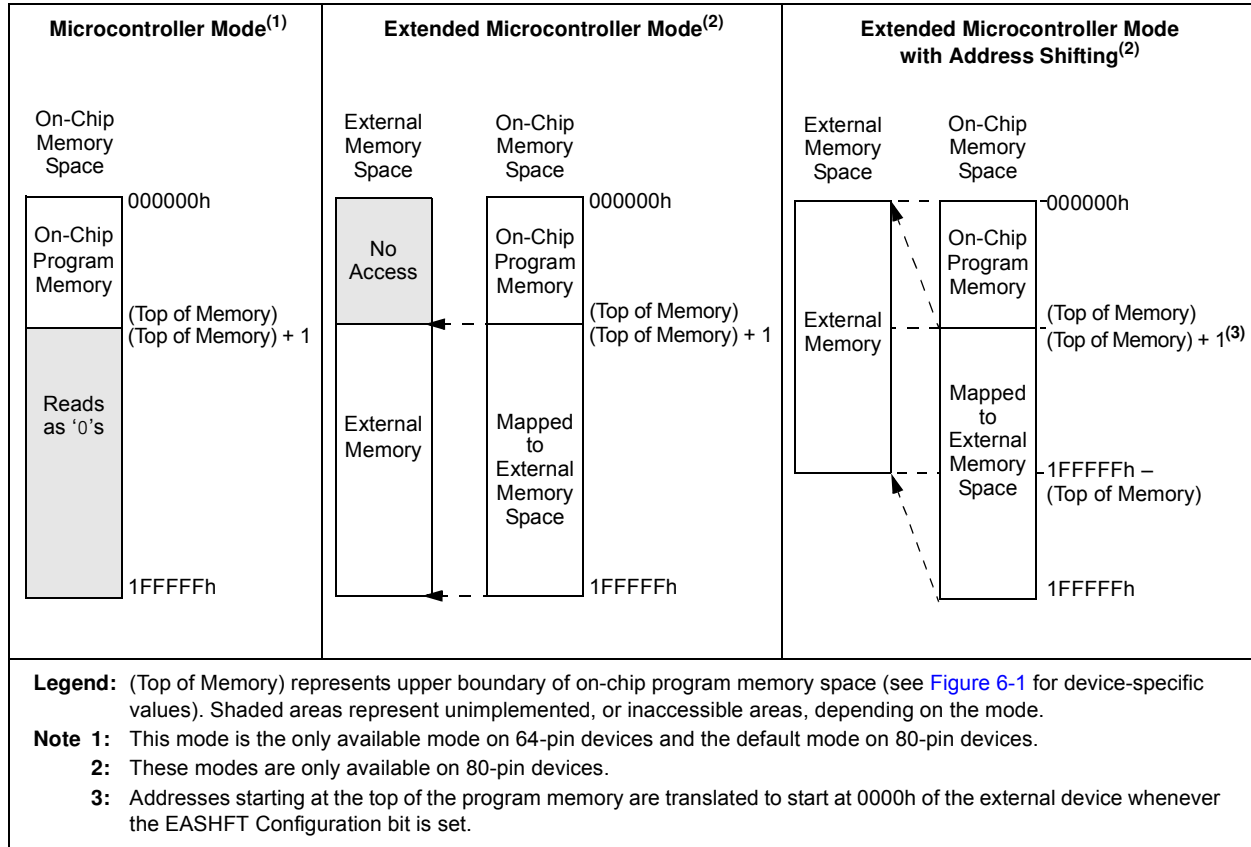 Microcontroller Mode(1)
On-Chip
Memory
Space
000000h
On-Chip
Program
Memory
(Top of Memory)
(Top of Memory) + 1
Reads
as ‘0’s
1FFFFFh
Extended Microcontroller Mode(2)
External
Memory
Space
On-Chip
Memory
Space
000000h
No
Access
On-Chip
Program
Memory
(Top of Memory)
(Top of Memory) + 1
External
Memory
Mapped
to
External
Memory
Space
1FFFFFh
Extended Microcontroller Mode
with Address Shifting(2)
External
Memory
Space
On-Chip
Memory
Space
000000h
On-Chip
Program
Memory
External
Memory
(Top of Memory)
(Top of Memory) + 1(3)
Mapped
to
External
Memory
Space
1FFFFFh –
(Top of Memory)
1FFFFFh
Legend: (Top of Memory) represents upper boundary of on-chip program memory space (see Figure 6-1 for device-specific
values). Shaded areas represent unimplemented, or inaccessible areas, depending on the mode.
Note 1: This mode is the only available mode on 64-pin devices and the default mode on 80-pin devices.
2: These modes are only available on 80-pin devices.
3: Addresses starting at the top of the program memory are translated to start at 0000h of the external device whenever
the EASHFT Configuration bit is set.